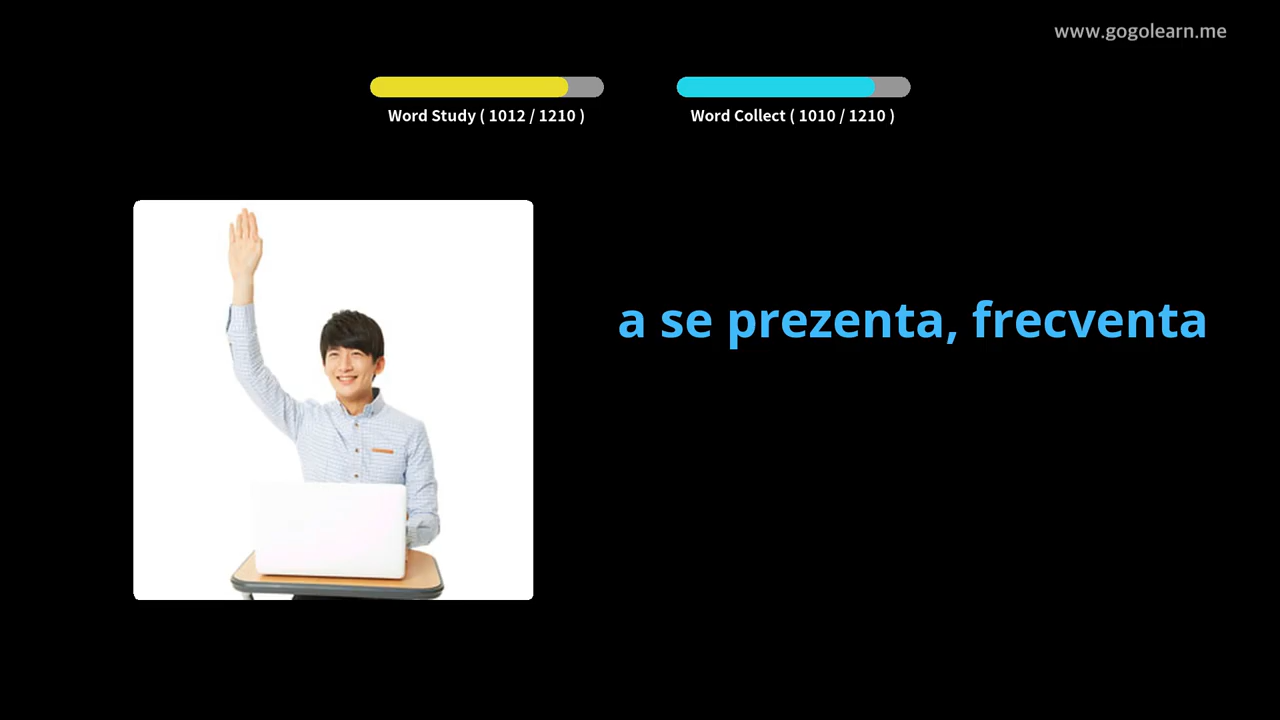 www.gogolearn.me
Word Study ( 1012 / 1210 )
Word Collect ( 1010 / 1210 )
a se prezenta, frecventa